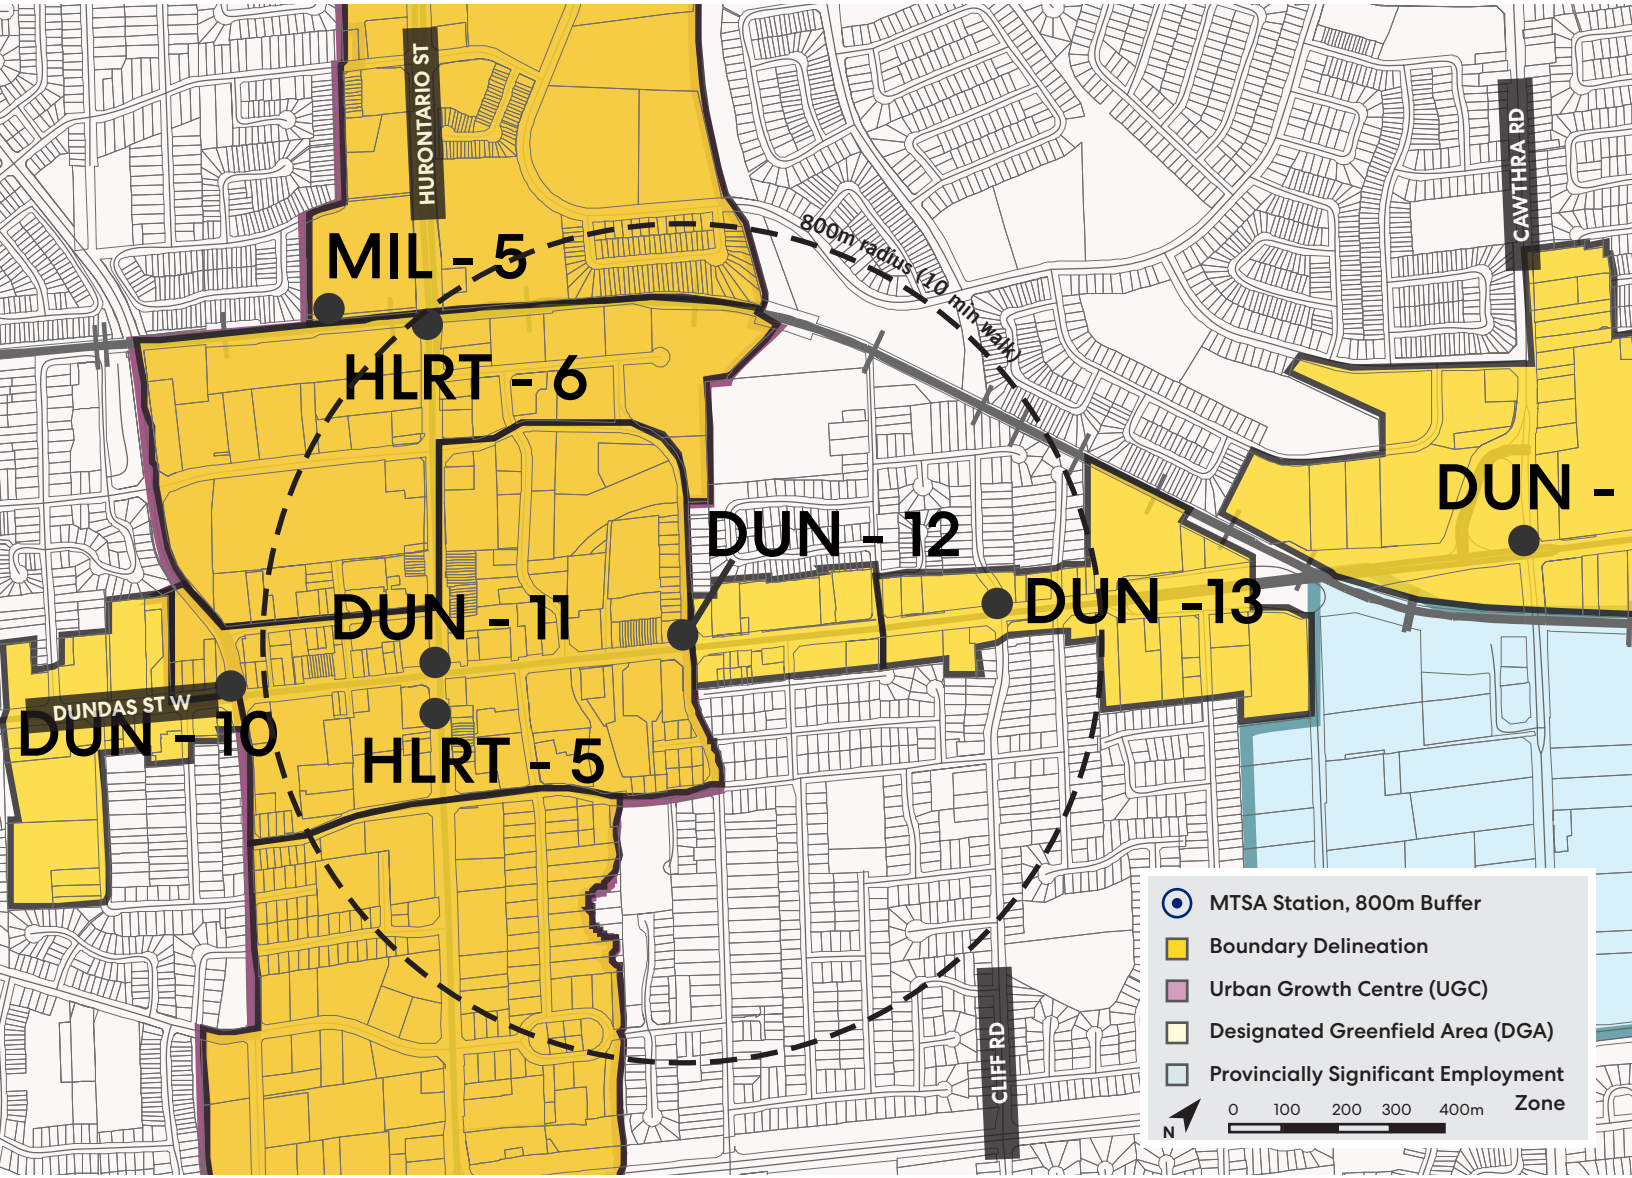 HURONTARIO ST
CAWTHRA RD
MIL - 5
800m radius (10 min walk)
HLRT - 6
DUN -
DUN - 12
DUN - 11
DUN -13
DUNDAS ST W
DUN - 10
HLRT - 5
CLIFF RD
MTSA Station, 800m Buffer
Boundary Delineation
Urban Growth Centre (UGC)
Designated Greenfield Area (DGA)
Provincially Significant Employment
Zone
N
0 100 200 300 400m